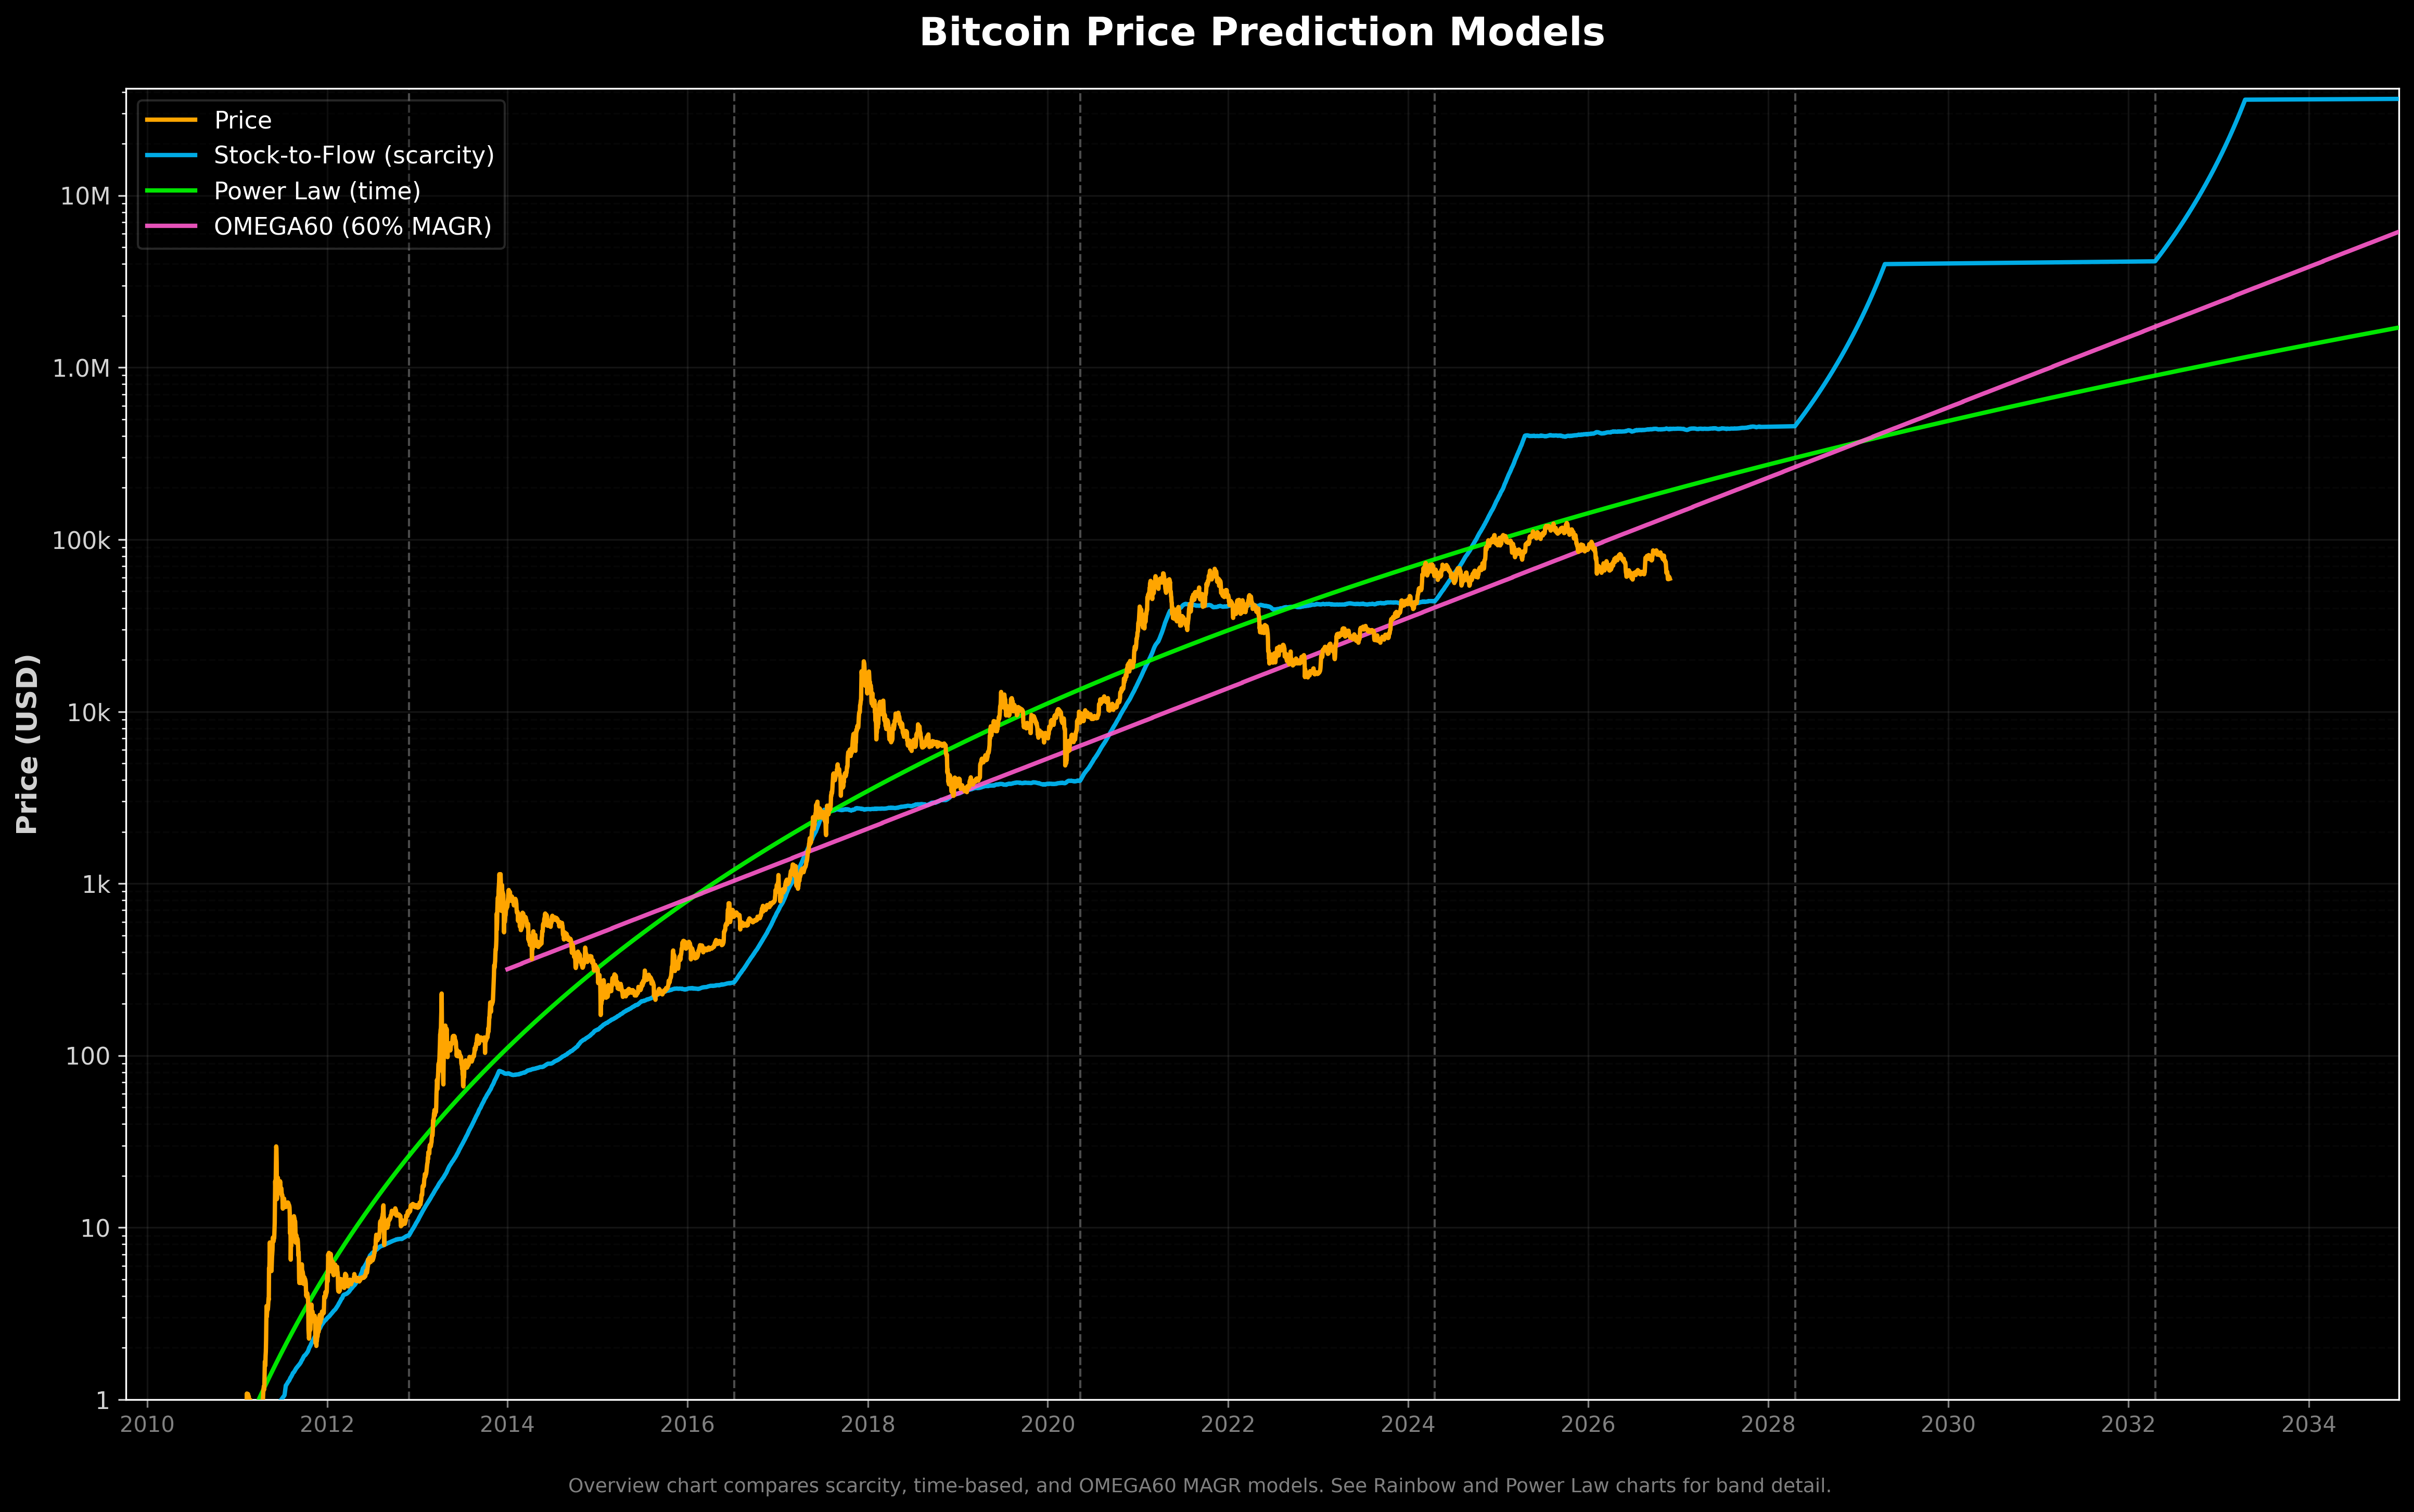 Bitcoin Price Prediction Models
Price
Stock-to-Flow (scarcity)
Power Law (time)
OMEGA60 (60% MAGR)
Price (USD)
10M
1.0M
100k
10k
1k
100
10
1
2010 2012 2014 2016 2018 2020 2022 2024 2026 2028 2030 2032 2034
Overview chart compares scarcity, time-based, and OMEGA60 MAGR models. See Rainbow and Power Law charts for band detail.